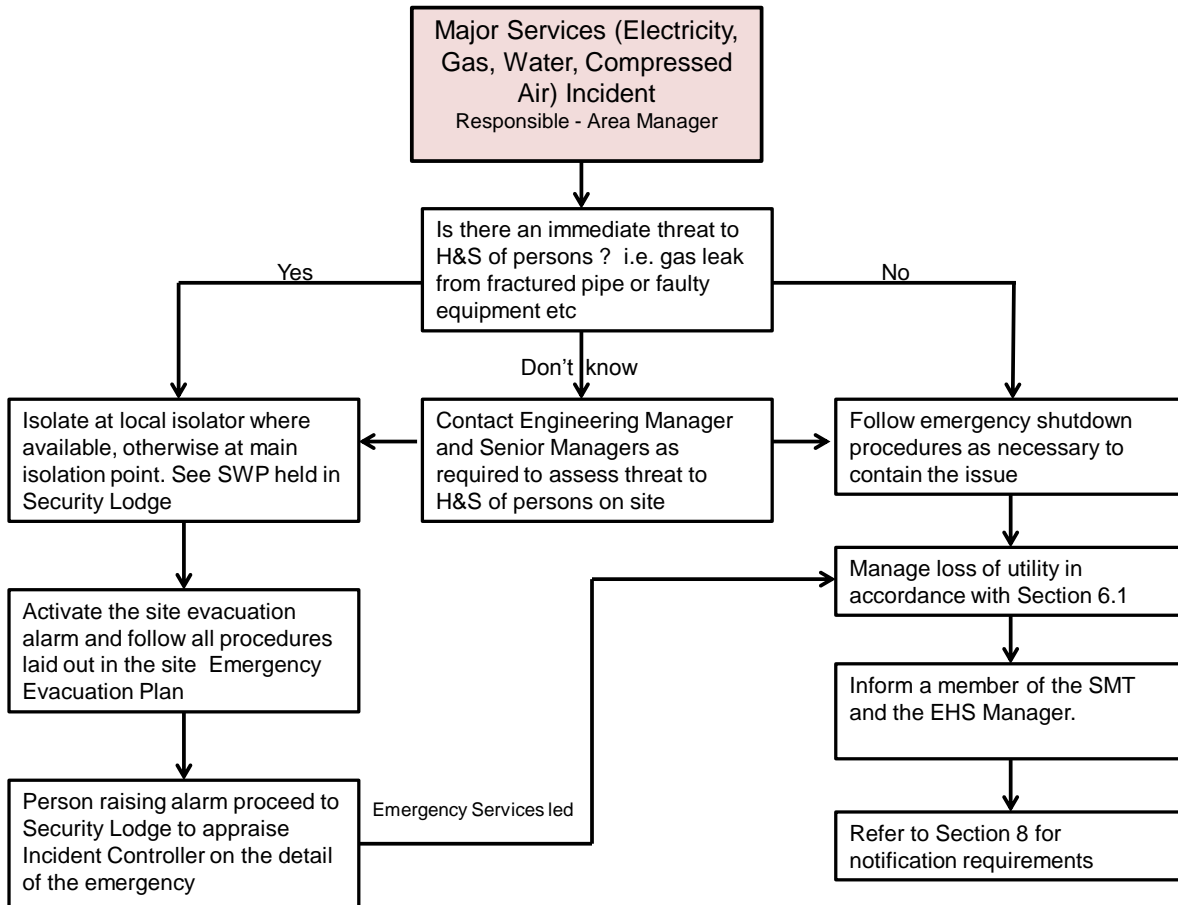 Major Services (Electricity,
Gas, Water, Compressed
Air) Incident
Responsible - Area Manager
Is there an immediate threat to
H&S of persons ?  i.e. gas leak
from fractured pipe or faulty
equipment etc
Yes
No
Don't know
Isolate at local isolator where
available, otherwise at main
isolation point. See SWP held in
Security Lodge
Contact Engineering Manager
and Senior Managers as
required to assess threat to
H&S of persons on site
Follow emergency shutdown
procedures as necessary to
contain the issue
Activate the site evacuation
alarm and follow all procedures
laid out in the site  Emergency
Evacuation Plan
Manage loss of utility in
accordance with Section 6.1
Inform a member of the SMT
and the EHS Manager.
Person raising alarm proceed to
Security Lodge to appraise
Incident Controller on the detail
of the emergency
Emergency Services led
Refer to Section 8 for
notification requirements